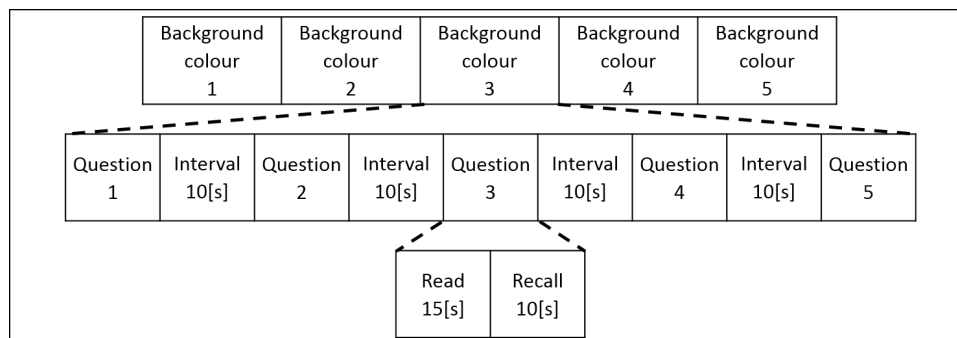 Background colour 1
Background colour 2
Background colour 3
Background colour 4
Background colour 5
Question 1
Interval 10[s]
Question 2
Interval 10[s]
Question 3
Interval 10[s]
Question 4
Interval 10[s]
Question 5
Read 15[s]
Recall 10[s]